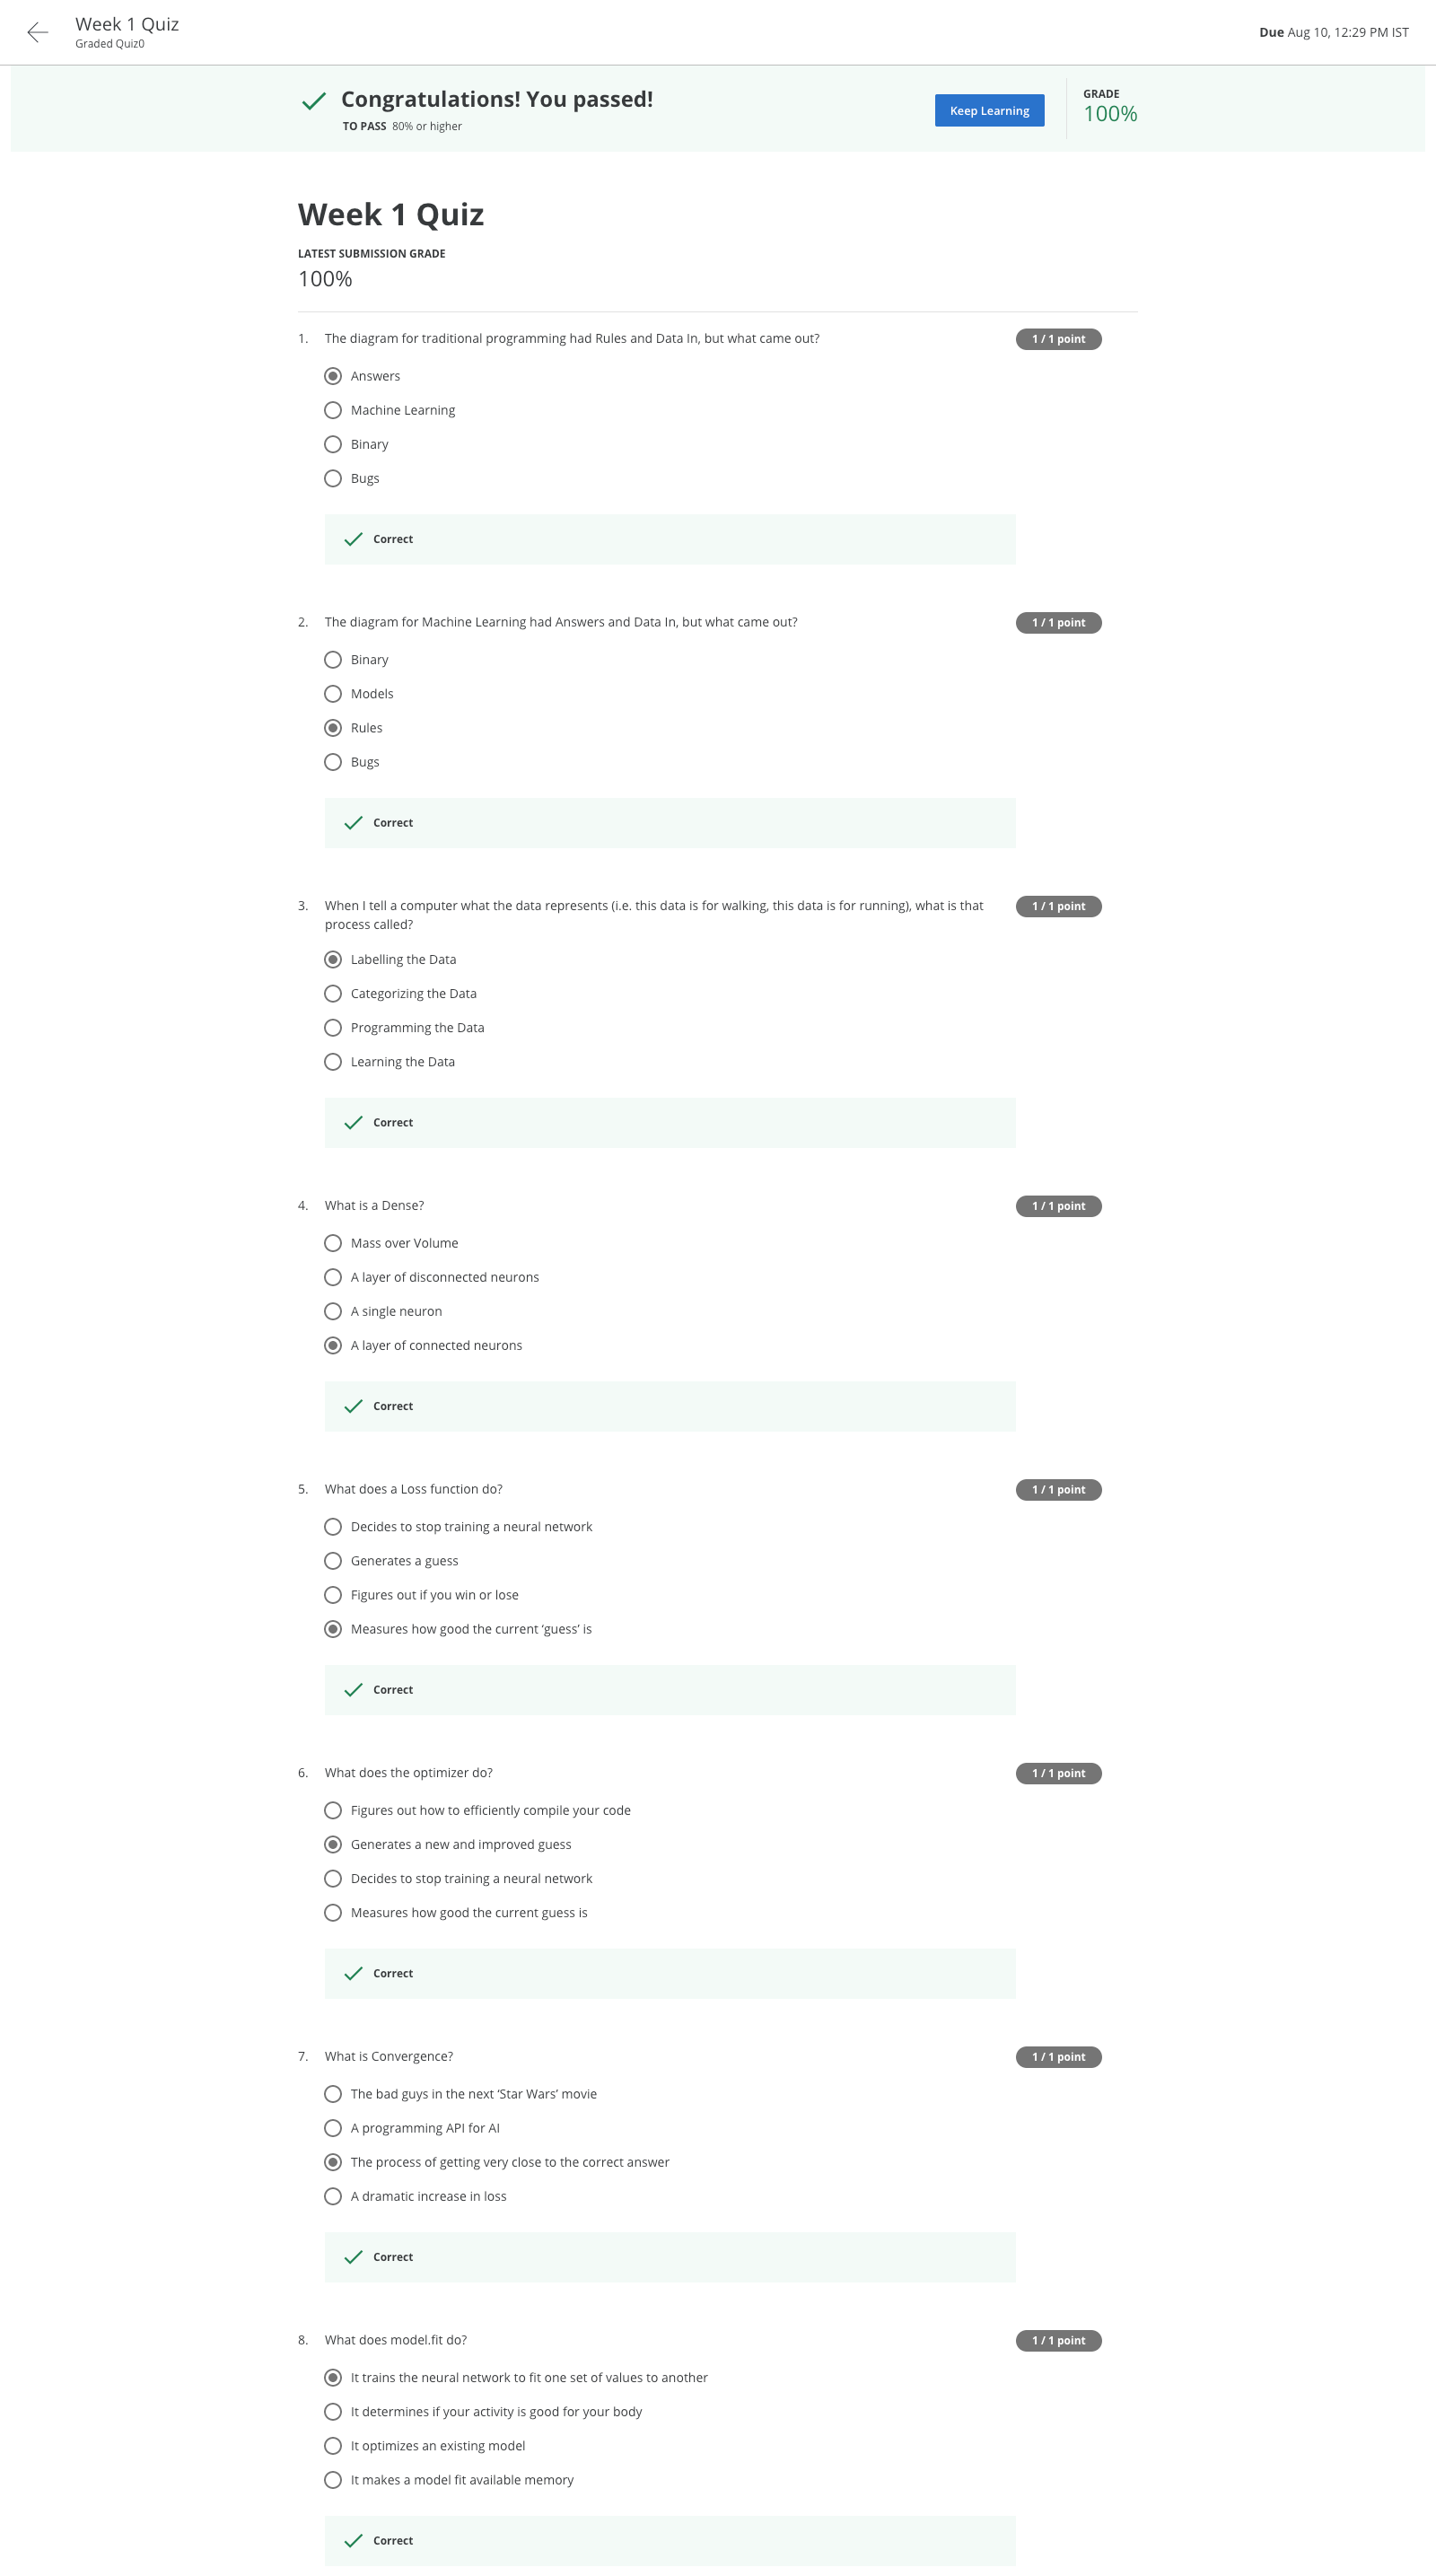 Week 1 Quiz
Graded Quiz0
Due Aug 10, 12:29 PM IST
Congratulations! You passed!
TO PASS 80% or higher
Keep Learning
GRADE
100%
Week 1 Quiz
LATEST SUBMISSION GRADE
100%
1. The diagram for traditional programming had Rules and Data In, but what came out?
1 / 1 point
Answers
Machine Learning
Binary
Bugs
Correct
2. The diagram for Machine Learning had Answers and Data In, but what came out?
1 / 1 point
Binary
Models
Rules
Bugs
Correct
3. When I tell a computer what the data represents (i.e. this data is for walking, this data is for running), what is that
process called?
1 / 1 point
Labelling the Data
Categorizing the Data
Programming the Data
Learning the Data
Correct
4. What is a Dense?
1 / 1 point
Mass over Volume
A layer of disconnected neurons
A single neuron
A layer of connected neurons
Correct
5. What does a Loss function do?
1 / 1 point
Decides to stop training a neural network
Generates a guess
Figures out if you win or lose
Measures how good the current ‘guess’ is
Correct
6. What does the optimizer do?
1 / 1 point
Figures out how to efficiently compile your code
Generates a new and improved guess
Decides to stop training a neural network
Measures how good the current guess is
Correct
7. What is Convergence?
1 / 1 point
The bad guys in the next ‘Star Wars’ movie
A programming API for AI
The process of getting very close to the correct answer
A dramatic increase in loss
Correct
8. What does model.fit do?
1 / 1 point
It trains the neural network to fit one set of values to another
It determines if your activity is good for your body
It optimizes an existing model
It makes a model fit available memory
Correct